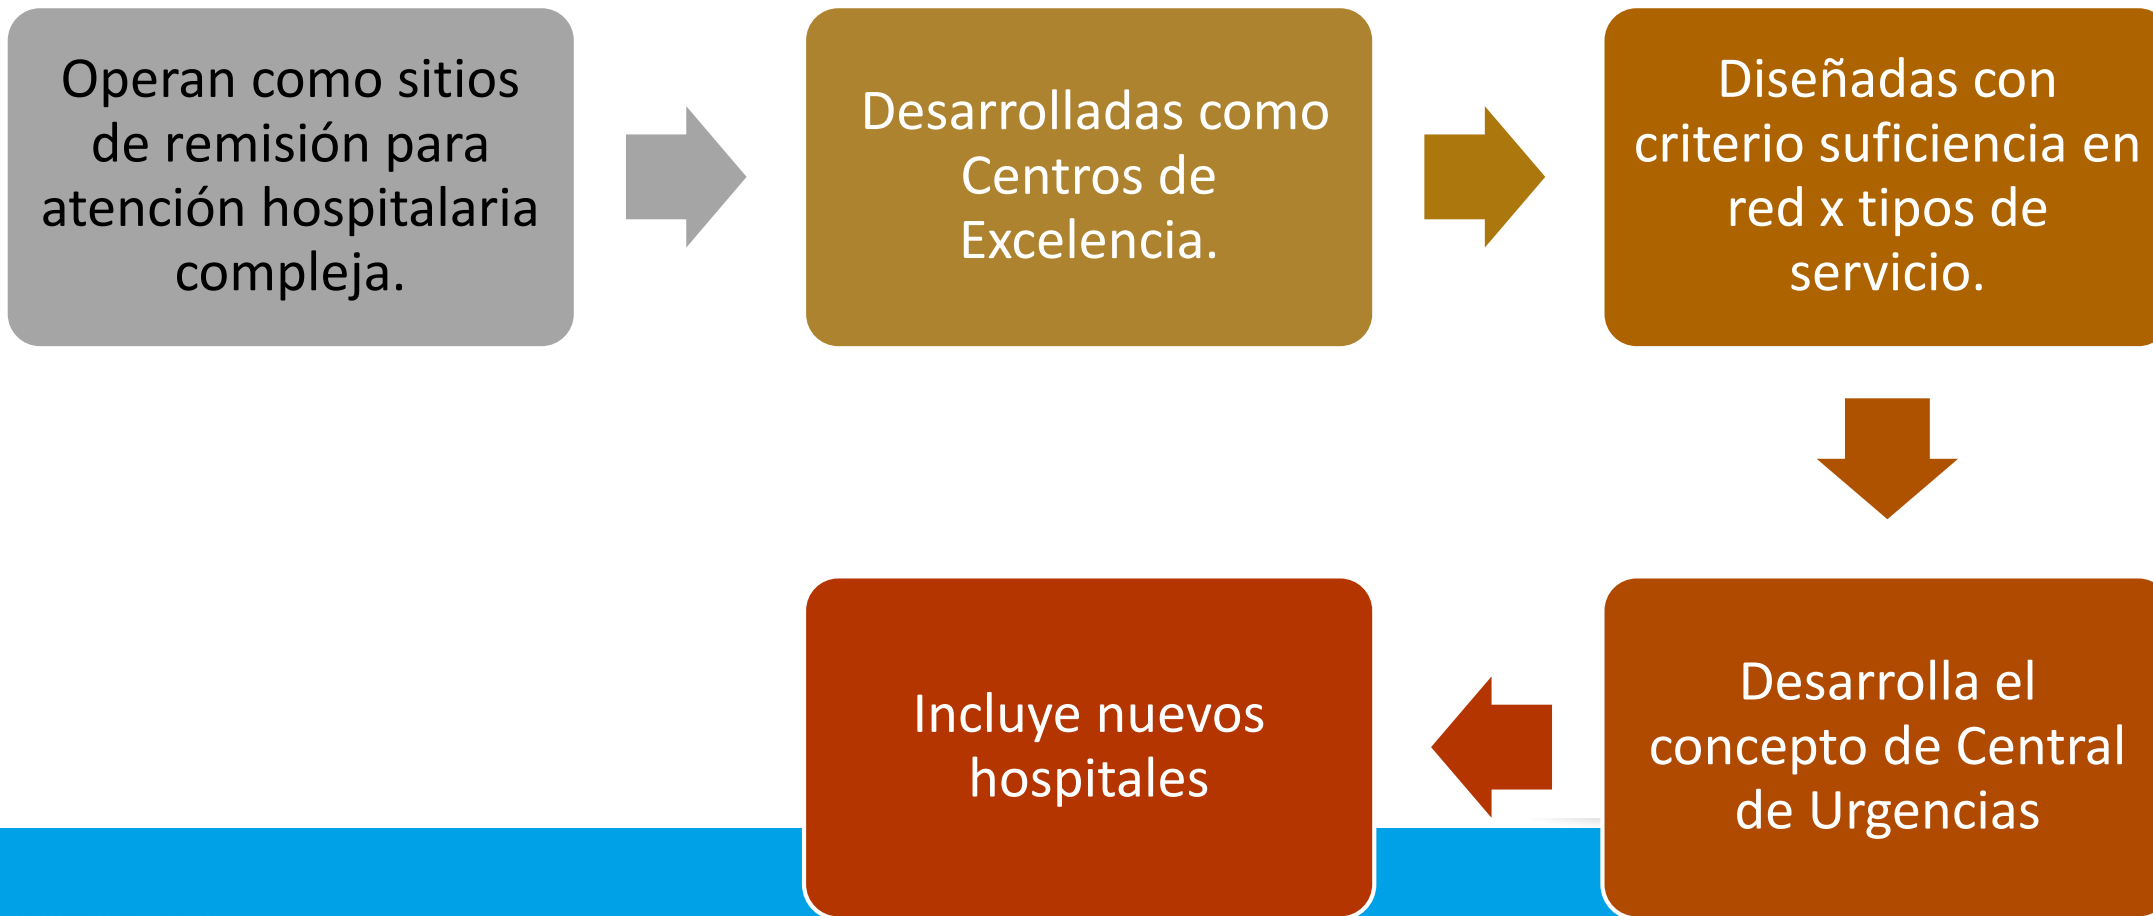 Operan como sitios
de remisión para
atención hospitalaria
compleja.
Desarrolladas como
Centros de
Excelencia.
Diseñadas con
criterio suficiencia en
red x tipos de
servicio.
Desarrolla el
concepto de Central
de Urgencias
Incluye nuevos
hospitales